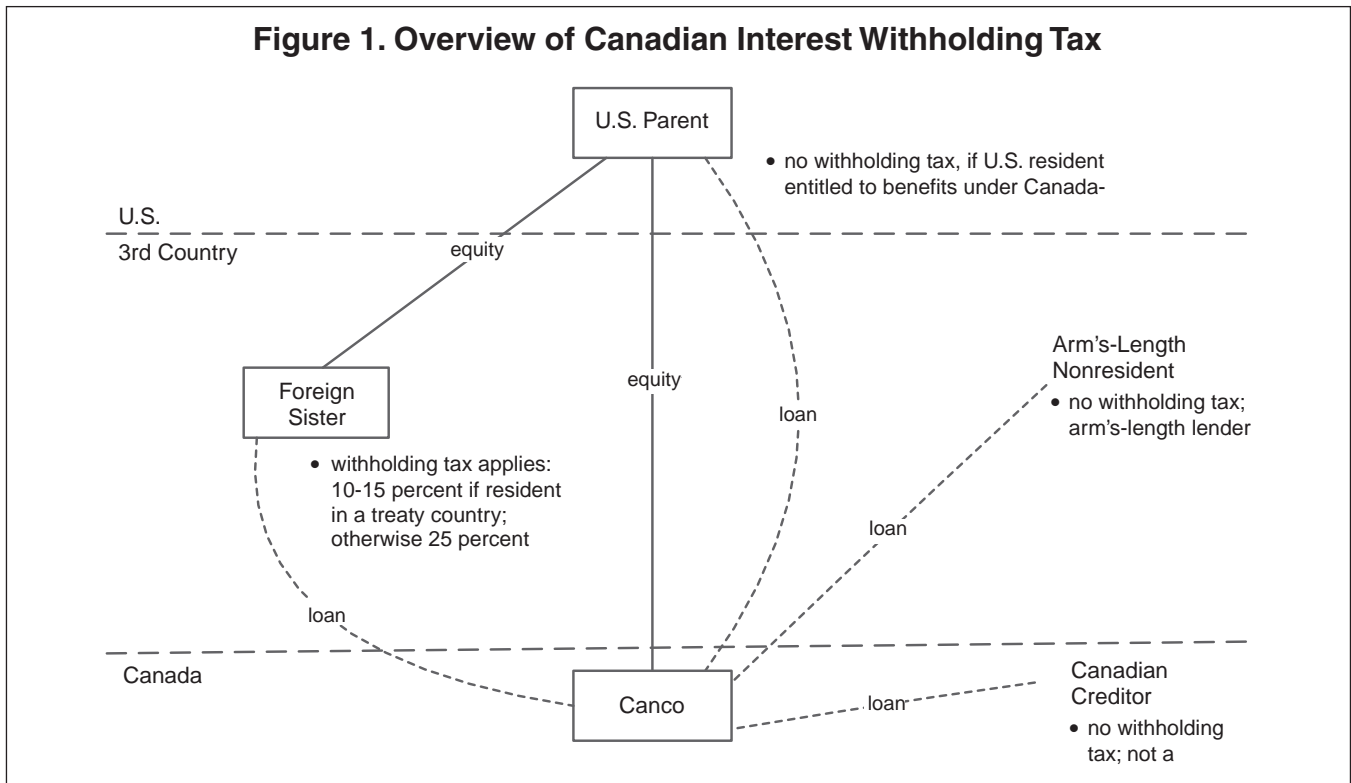 Figure 1. Overview of Canadian Interest Withholding Tax
U.S. Parent
• no withholding tax, if U.S. resident
entitled to benefits under Canada-
U.S.
3rd Country
equity
Foreign
Sister
equity
loan
Arm's-Length
Nonresident
• no withholding tax;
arm's-length lender
• withholding tax applies:
10-15 percent if resident
in a treaty country;
otherwise 25 percent
loan
loan
Canada
Canco
loan
Canadian
Creditor
• no withholding
tax; not a